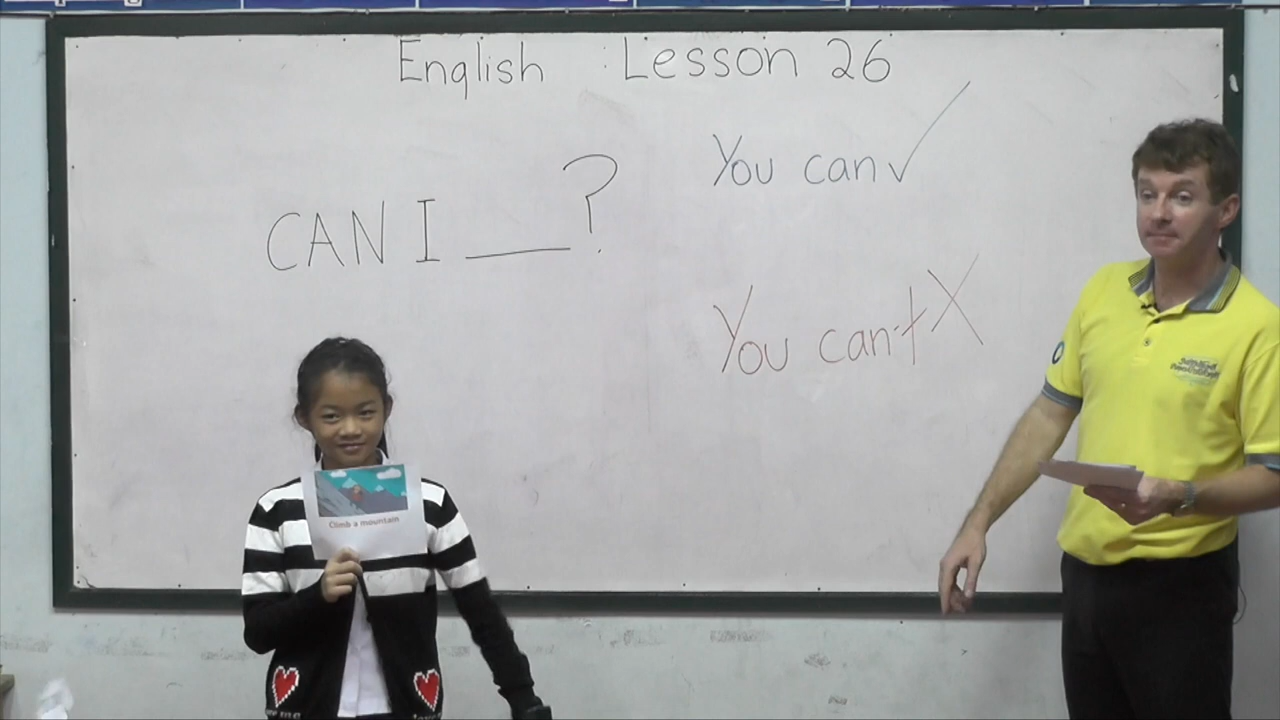 English : Lesson 26
You can ✓
CAN I ___?
You can't X
Climb a mountain